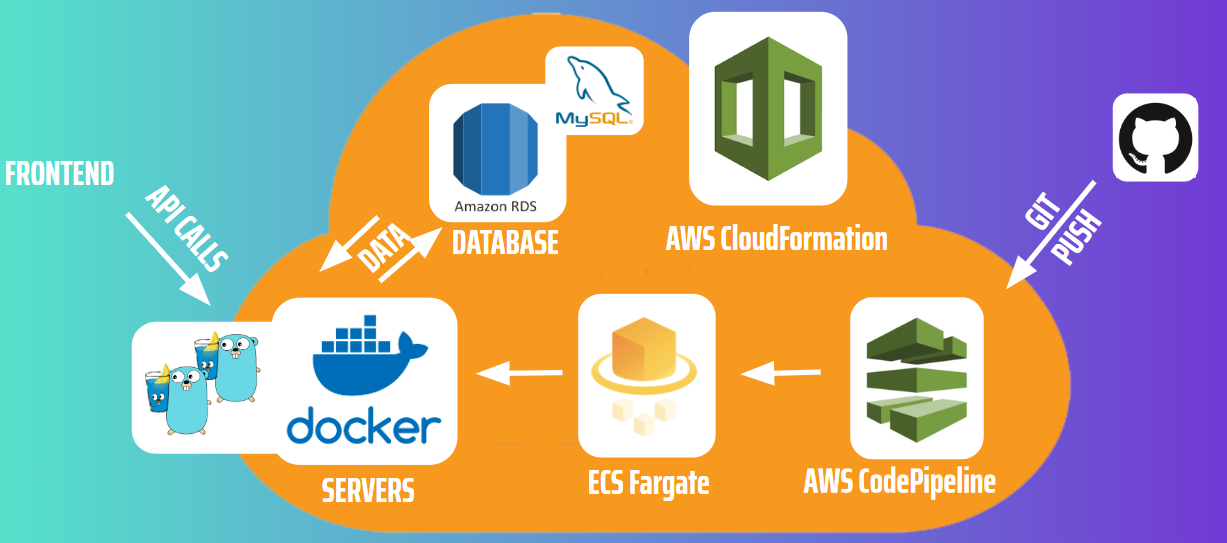 MySQL®
Amazon RDS
DATABASE
AWS CloudFormation
FRONTEND
API CALLS
DATA
GIT
PUSH
docker
SERVERS
ECS Fargate
AWS CodePipeline